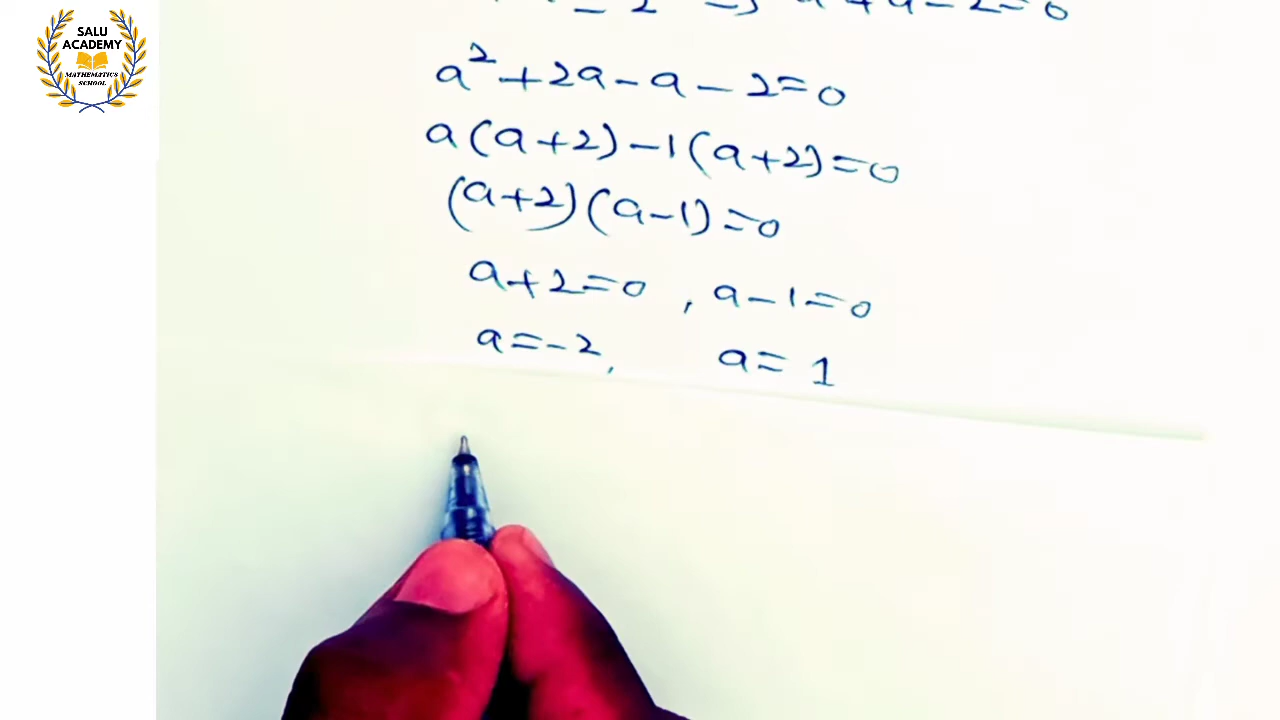 SALU
ACADEMY
MATHEMATICS
SCHOOL
a²+2a-a-2=0
a(a+2)-1(a+2)=0
(a+2)(a-1)=0
a+2=0, a-1=0
a=-2, a=1